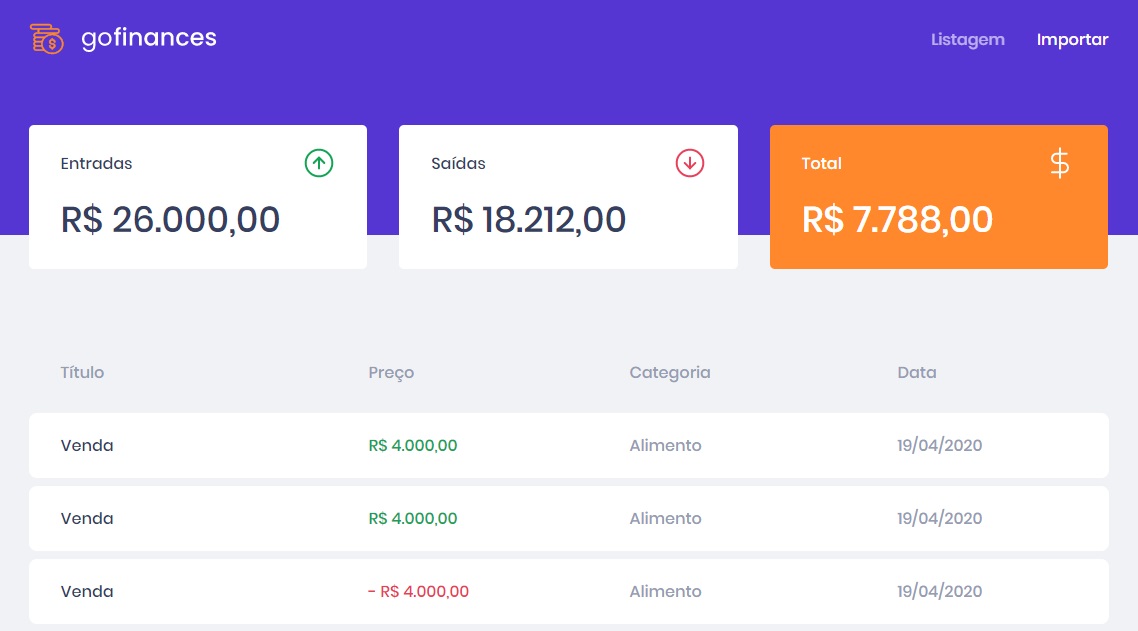 gofinances
Listagem Importar
Entradas
R$ 26.000,00
Saídas
R$ 18.212,00
Total
$
R$ 7.788,00
Título Preço Categoria Data
Venda R$ 4.000,00 Alimento 19/04/2020
Venda R$ 4.000,00 Alimento 19/04/2020
Venda - R$ 4.000,00 Alimento 19/04/2020